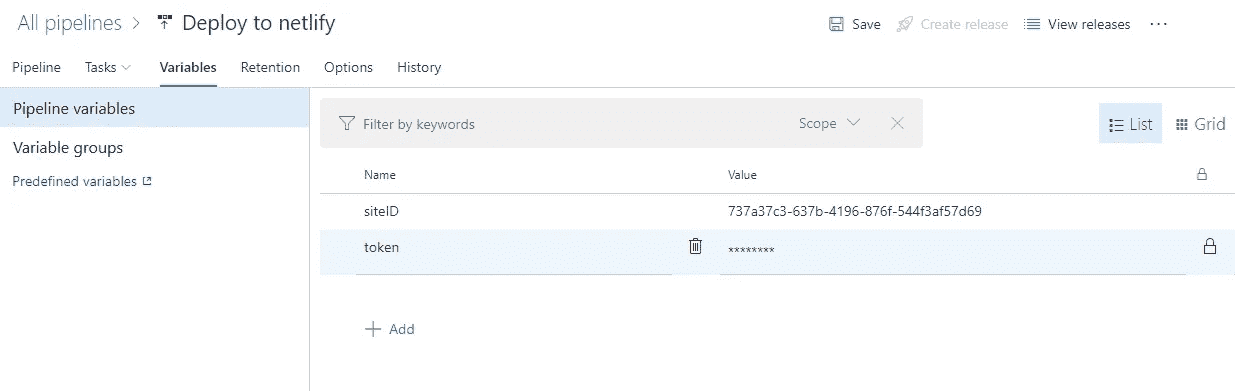 All pipelines > Deploy to netlify Save Create release View releases ...
Pipeline Tasks Variables Retention Options History
Pipeline variables
Variable groups
Predefined variables
Filter by keywords Scope List Grid
Name Value
siteID 737a37c3-637b-4196-876f-544f3af57d69
token ********
+ Add